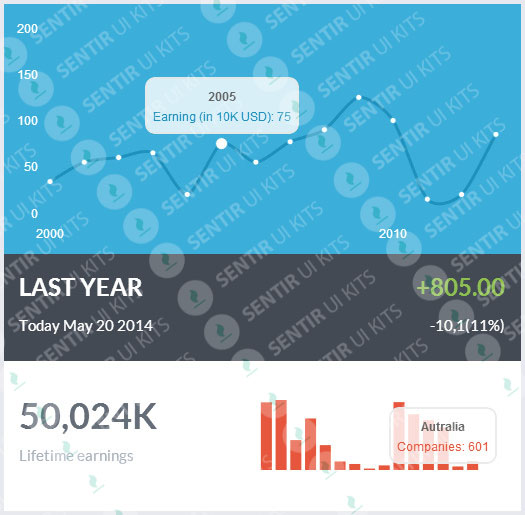 200
150
100
50
0
2005
Earning (in 10K USD): 75
2000
2010
LAST YEAR
+805.00
Today May 20 2014
-10,1(11%)
50,024K
Lifetime earnings
Autralia
Companies: 601
SENTIR UI KITS